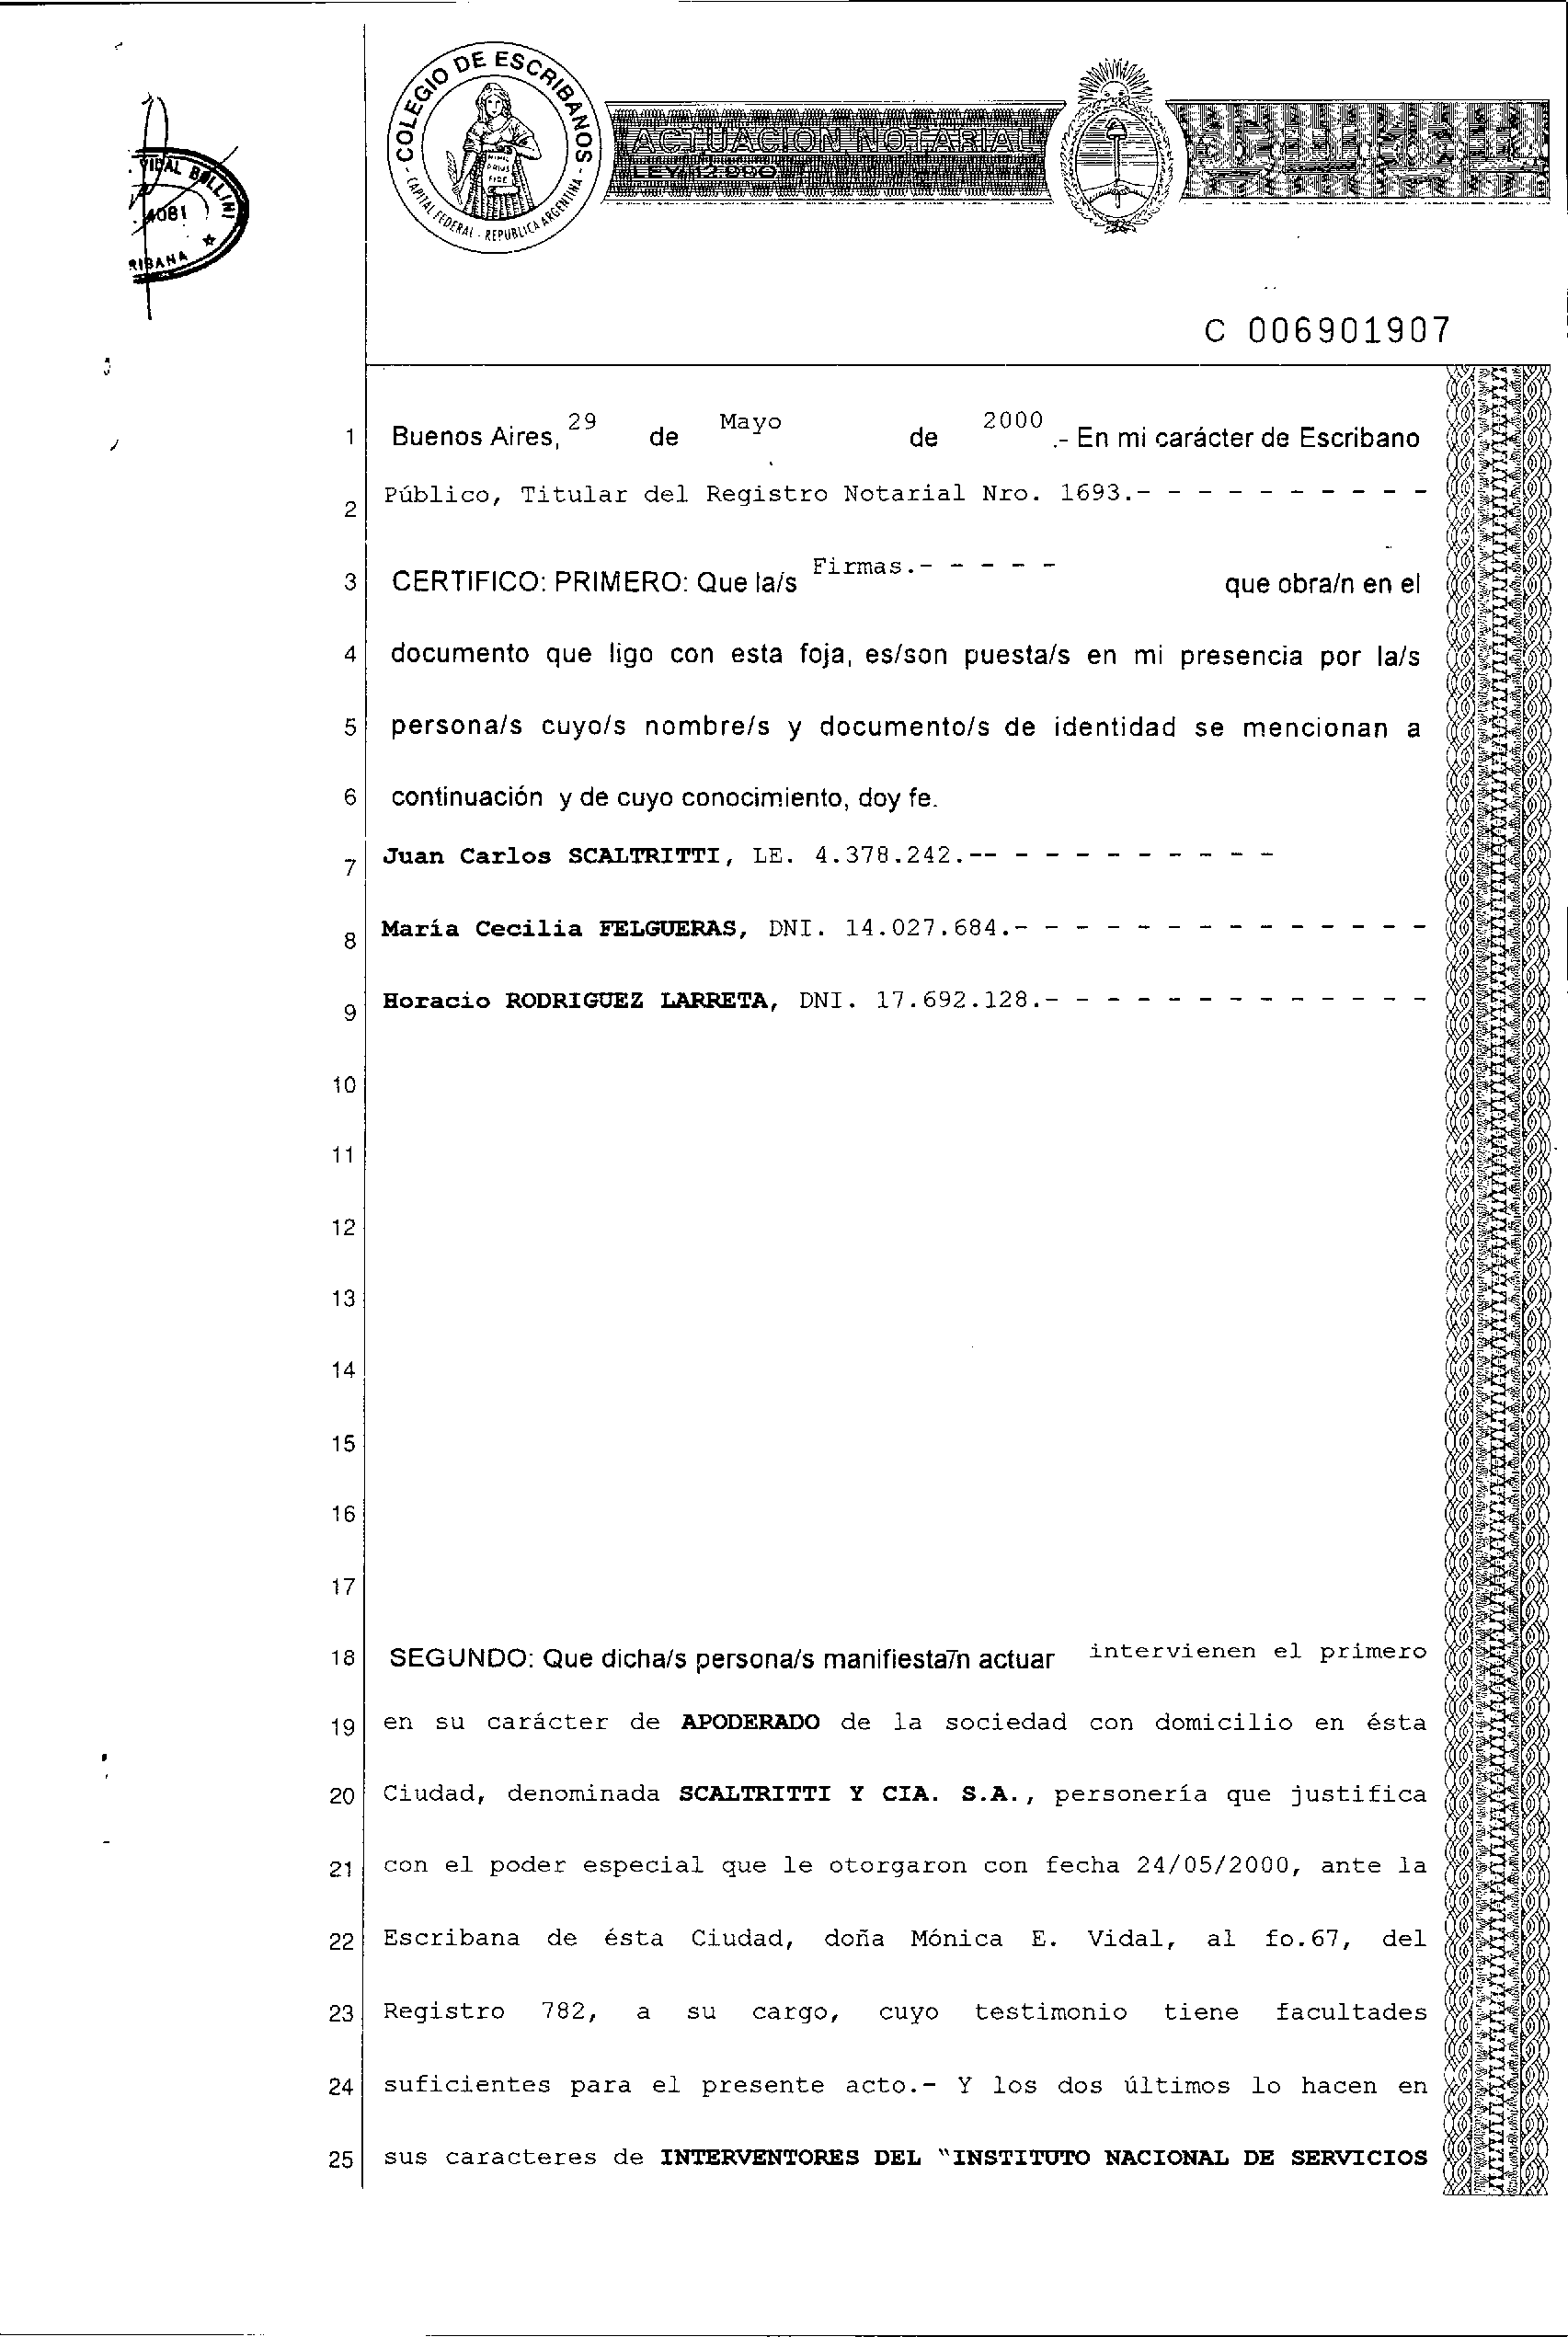 COLEGIO DE ESCRIBANOS
- CAPITAL FEDERAL - REPUBLICA ARGENTINA -
ACTUACION NOTARIAL
LEY 12.990
VIDAL BOLLINI
4081
C 006901907
1 Buenos Aires, 29 de Mayo de 2000 .- En mi carácter de Escribano
2 Público, Titular del Registro Notarial Nro. 1693.- - - - - - - - - -
3 CERTIFICO: PRIMERO: Que la/s Firmas.- - - - - que obra/n en el
4 documento que ligo con esta foja, es/son puesta/s en mi presencia por la/s
5 persona/s cuyo/s nombre/s y documento/s de identidad se mencionan a
6 continuación y de cuyo conocimiento, doy fe.
7 Juan Carlos SCALTRITTI, LE. 4.378.242.-- - - - - - - - - -
8 María Cecilia FELGUERAS, DNI. 14.027.684.- - - - - - - - - - - - - -
9 Horacio RODRIGUEZ LARRETA, DNI. 17.692.128.- - - - - - - - - - - - -
10
11
12
13
14
15
16
17
18 SEGUNDO: Que dicha/s persona/s manifiesta/n actuar intervienen el primero
19 en su carácter de APODERADO de la sociedad con domicilio en ésta
20 Ciudad, denominada SCALTRITTI Y CIA. S.A., personería que justifica
21 con el poder especial que le otorgaron con fecha 24/05/2000, ante la
22 Escribana de ésta Ciudad, doña Mónica E. Vidal, al fo.67, del
23 Registro 782, a su cargo, cuyo testimonio tiene facultades
24 suficientes para el presente acto.- Y los dos últimos lo hacen en
25 sus caracteres de INTERVENTORES DEL "INSTITUTO NACIONAL DE SERVICIOS